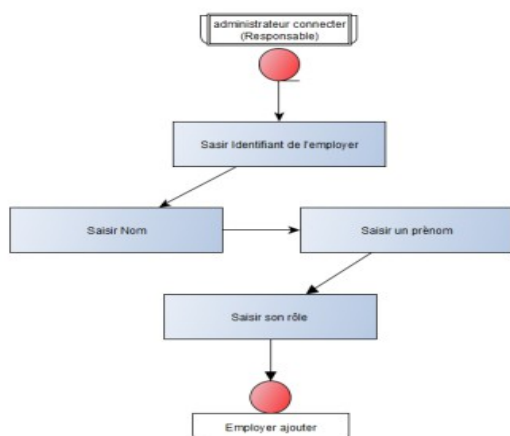 administrateur connecter
(Responsable)
Sasir Identifiant de l'employer
Saisir Nom
Saisir un prènom
Saisir son rôle
Employer ajouter